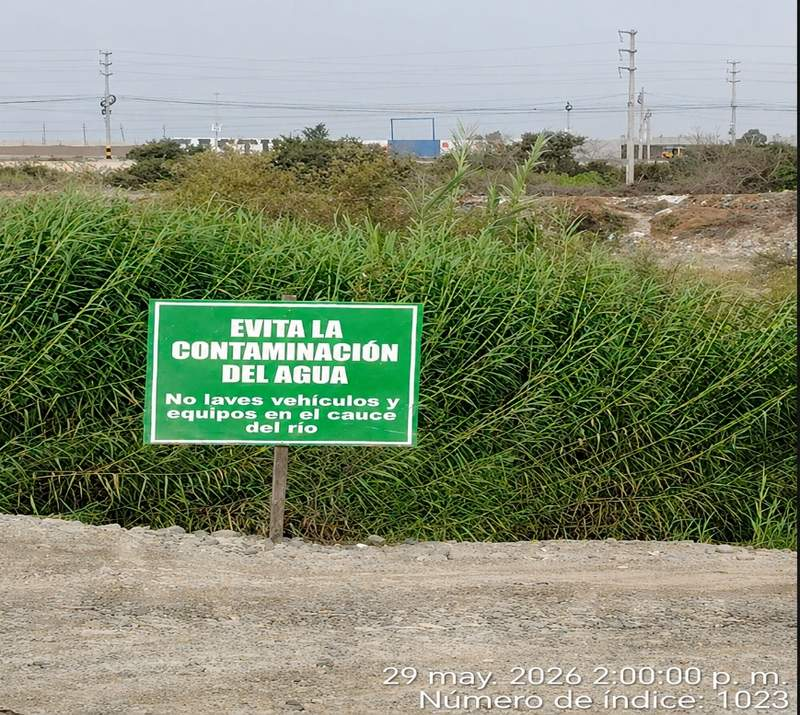 EVITA LA
CONTAMINACIÓN
DEL AGUA
No laves vehículos y
equipos en el cauce
del río
29 may. 2026 2:00:00 p. m.
Número de índice: 1023